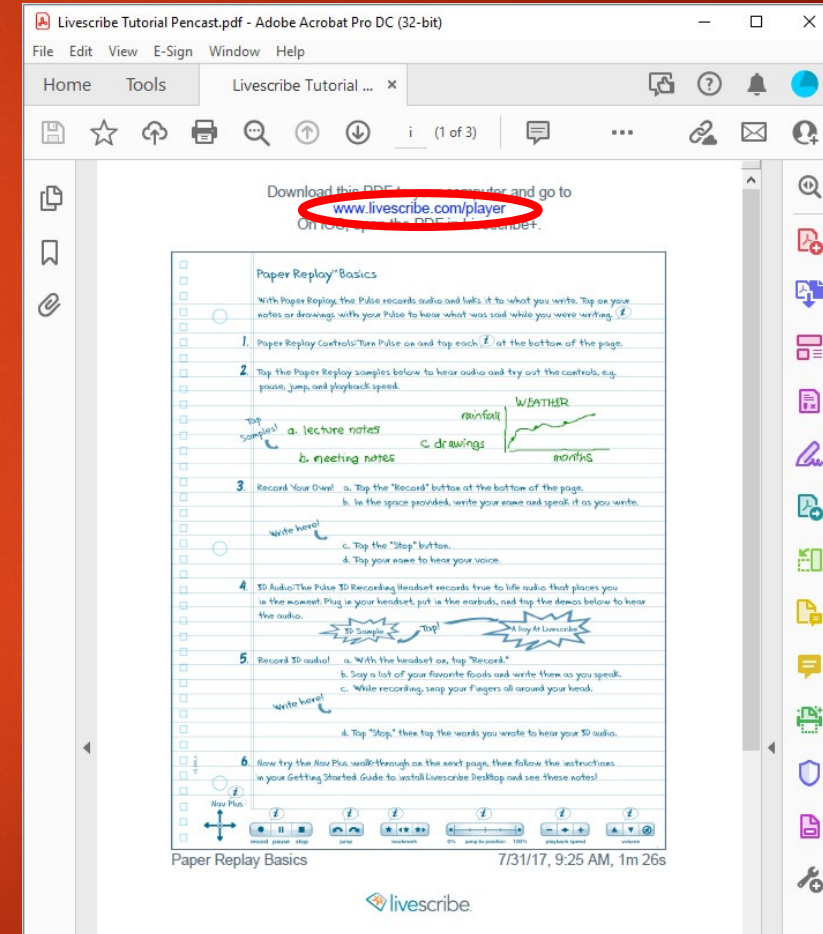 Livescribe Tutorial Pencast.pdf - Adobe Acrobat Pro DC (32-bit)
File Edit View E-Sign Window Help
Home Tools Livescribe Tutorial ... ×
i (1 of 3)
Download this PDF to your computer and go to
www.livescribe.com/player
On iOS, open the PDF in Livescribe+.
Paper Replay™ Basics
With Paper Replay, the Pulse records audio and links it to what you write. Tap on your
notes or drawings with your Pulse to hear what was said while you were writing. i
1. Paper Replay Controls: Turn Pulse on and tap each i at the bottom of the page.
2. Tap the Paper Replay samples below to hear audio and try out the controls, e.g.
pause, jump, and playback speed.
WEATHER
rainfall
Tap
Samples!
a. lecture notes
c. drawings
b. meeting notes
months
3. Record Your Own! a. Tap the "Record" button at the bottom of the page.
b. In the space provided, write your name and speak it as you write.
Write here!
c. Tap the "Stop" button.
d. Tap your name to hear your voice.
4. 3D Audio: The Pulse 3D Recording Headset records true to life audio that places you
in the moment. Plug in your headset, put in the earbuds, and tap the demos below to hear
the audio.
3D Sample Tap! A Day At Livescribe
5. Record 3D audio! a. With the headset on, tap "Record."
b. Say a list of your favorite foods and write them as you speak.
c. While recording, snap your fingers all around your head.
Write here!
d. Tap "Stop," then tap the words you wrote to hear your 3D audio.
6. Now try the Nav Plus walk-through on the next page, then follow the instructions
in your Getting Started Guide to install Livescribe Desktop and see these notes!
Nav Plus
record pause stop jump bookmark 0% jump to position 100% playback speed volume
Paper Replay Basics 7/31/17, 9:25 AM, 1m 26s
livescribe